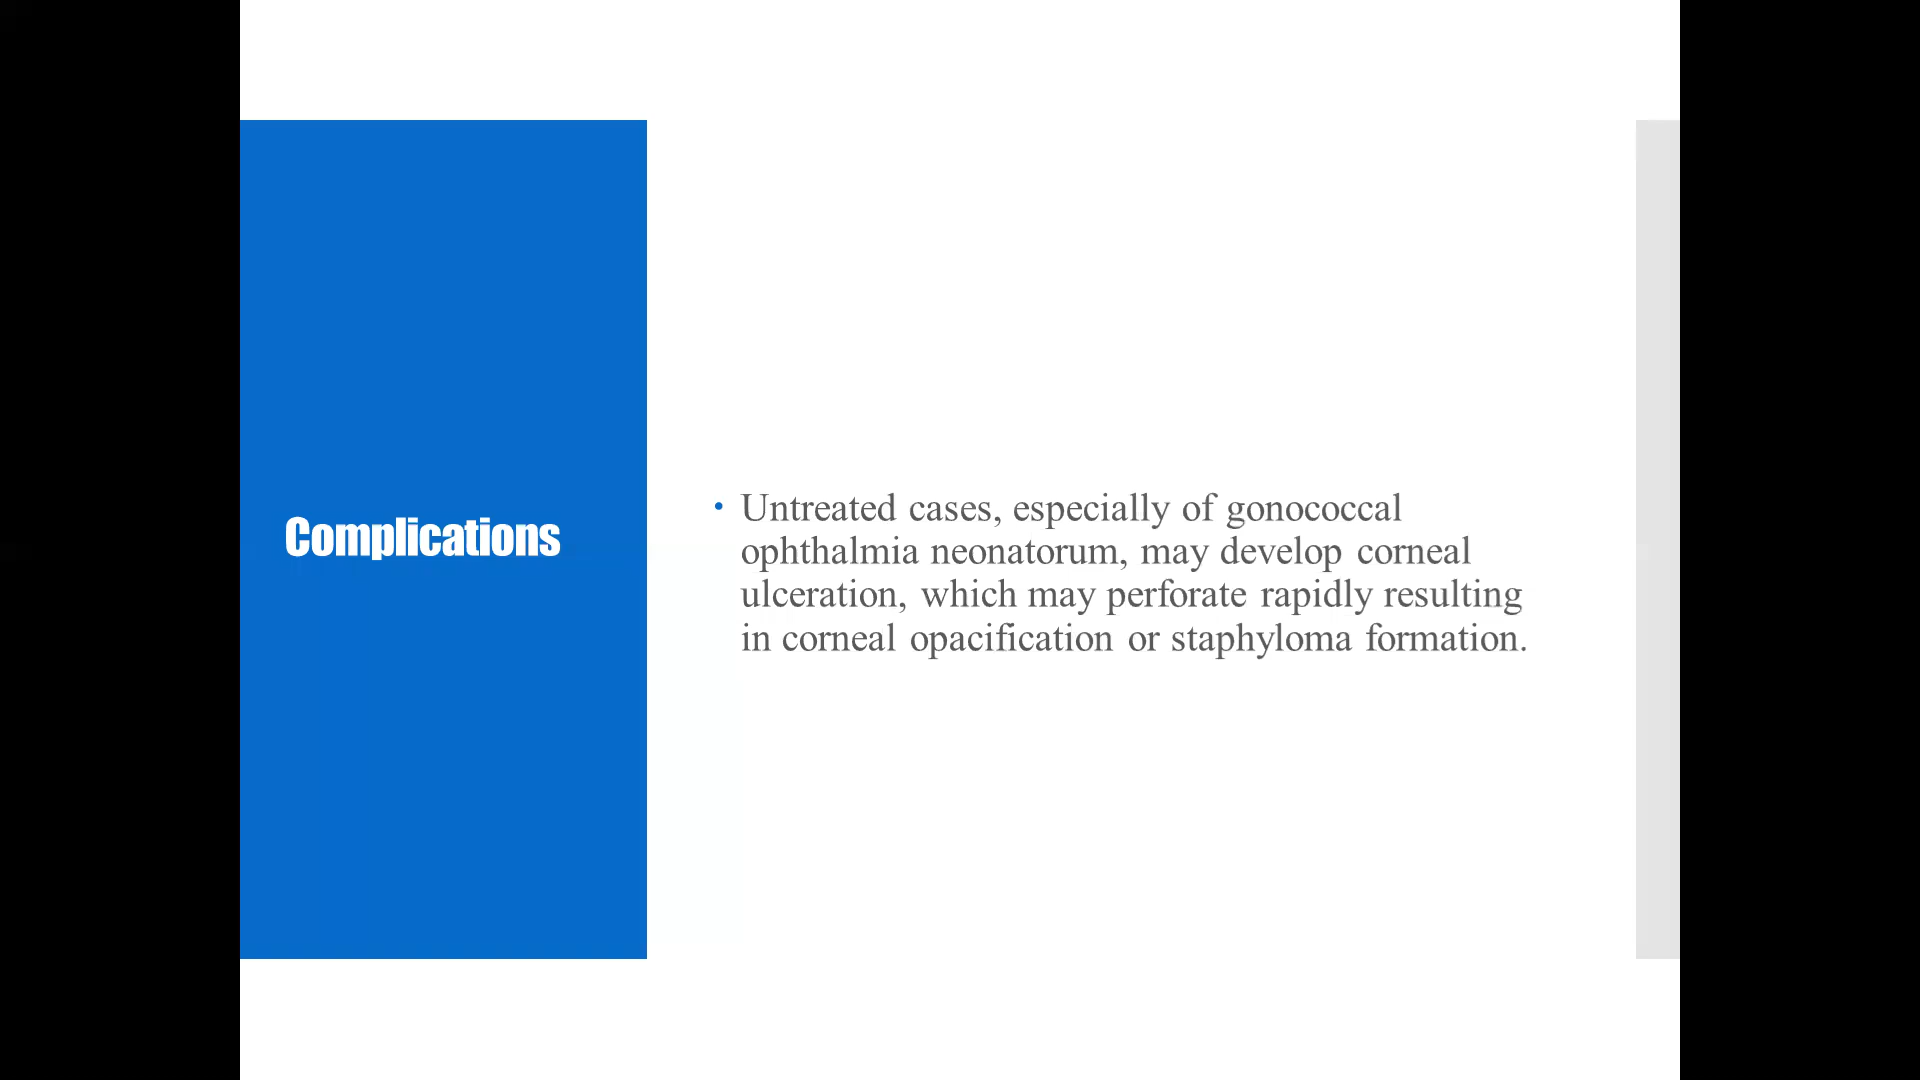 Complications
• Untreated cases, especially of gonococcal
ophthalmia neonatorum, may develop corneal
ulceration, which may perforate rapidly resulting
in corneal opacification or staphyloma formation.